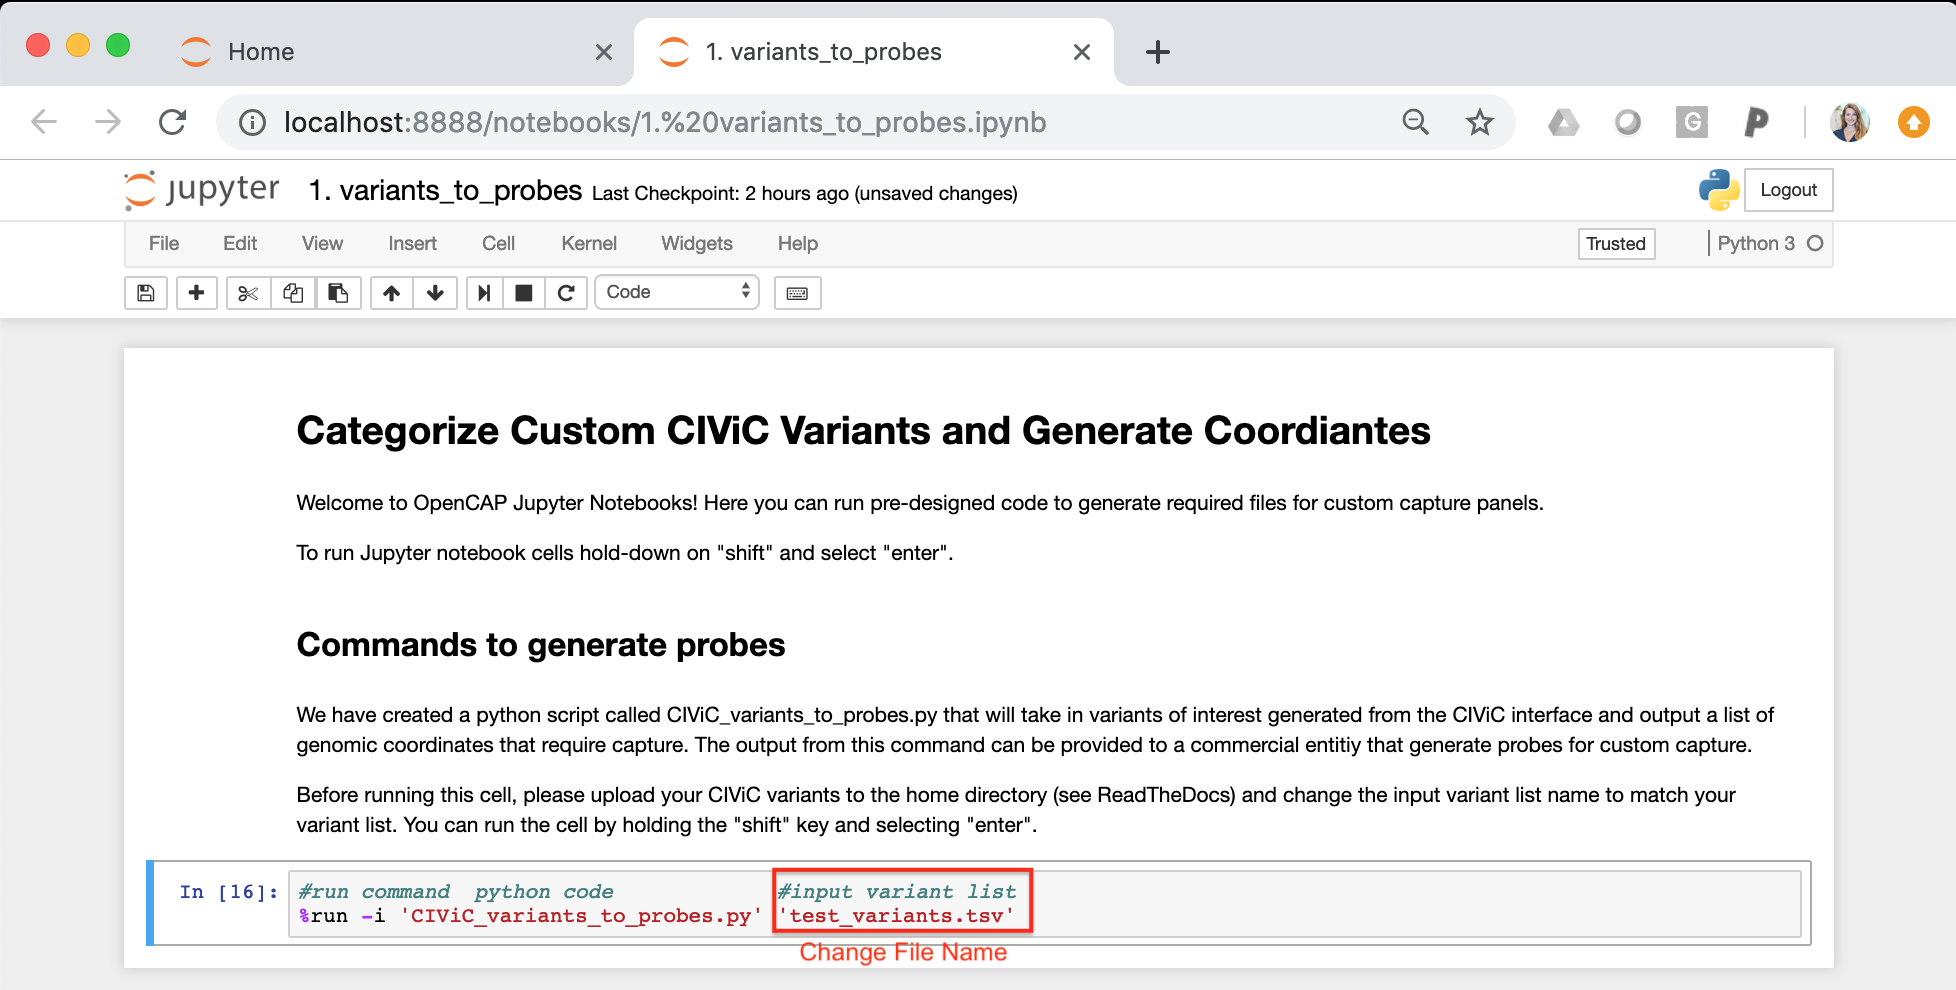 Home
1. variants_to_probes
localhost:8888/notebooks/1.%20variants_to_probes.ipynb
G
P
jupyter 1. variants_to_probes Last Checkpoint: 2 hours ago (unsaved changes)
Logout
File Edit View Insert Cell Kernel Widgets Help
Trusted
Python 3
Code
Categorize Custom CIViC Variants and Generate Coordiantes
Welcome to OpenCAP Jupyter Notebooks! Here you can run pre-designed code to generate required files for custom capture panels.
To run Jupyter notebook cells hold-down on "shift" and select "enter".
Commands to generate probes
We have created a python script called CIViC_variants_to_probes.py that will take in variants of interest generated from the CIViC interface and output a list of
genomic coordinates that require capture. The output from this command can be provided to a commercial entitiy that generate probes for custom capture.
Before running this cell, please upload your CIViC variants to the home directory (see ReadTheDocs) and change the input variant list name to match your
variant list. You can run the cell by holding the "shift" key and selecting "enter".
In [16]: #run command  python code #input variant list
%run -i 'CIViC_variants_to_probes.py' 'test_variants.tsv'
Change File Name